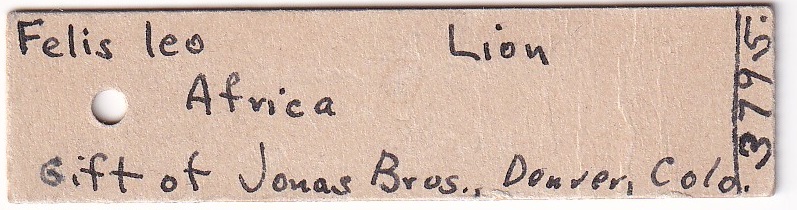 Felis leo Lion
Africa
Gift of Jonas Bros., Denver, Colo.
3795.